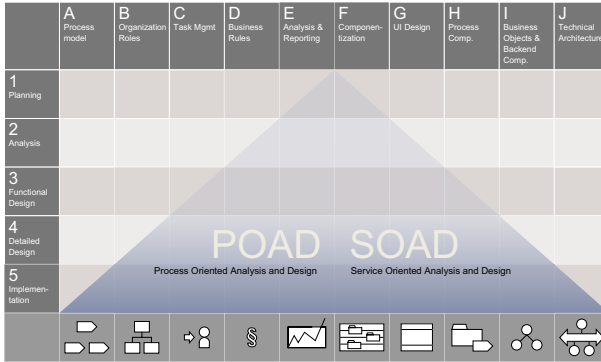 A
Process
model
B
Organization
Roles
C
Task Mgmt
D
Business
Rules
E
Analysis &
Reporting
F
Componen-
tization
G
UI Design
H
Process
Comp.
I
Business
Objects &
Backend
Comp.
J
Technical
Architecture
1
Planning
2
Analysis
3
Functional
Design
4
Detailed
Design
5
Implemen-
tation
POAD SOAD
Process Oriented Analysis and Design Service Oriented Analysis and Design
§